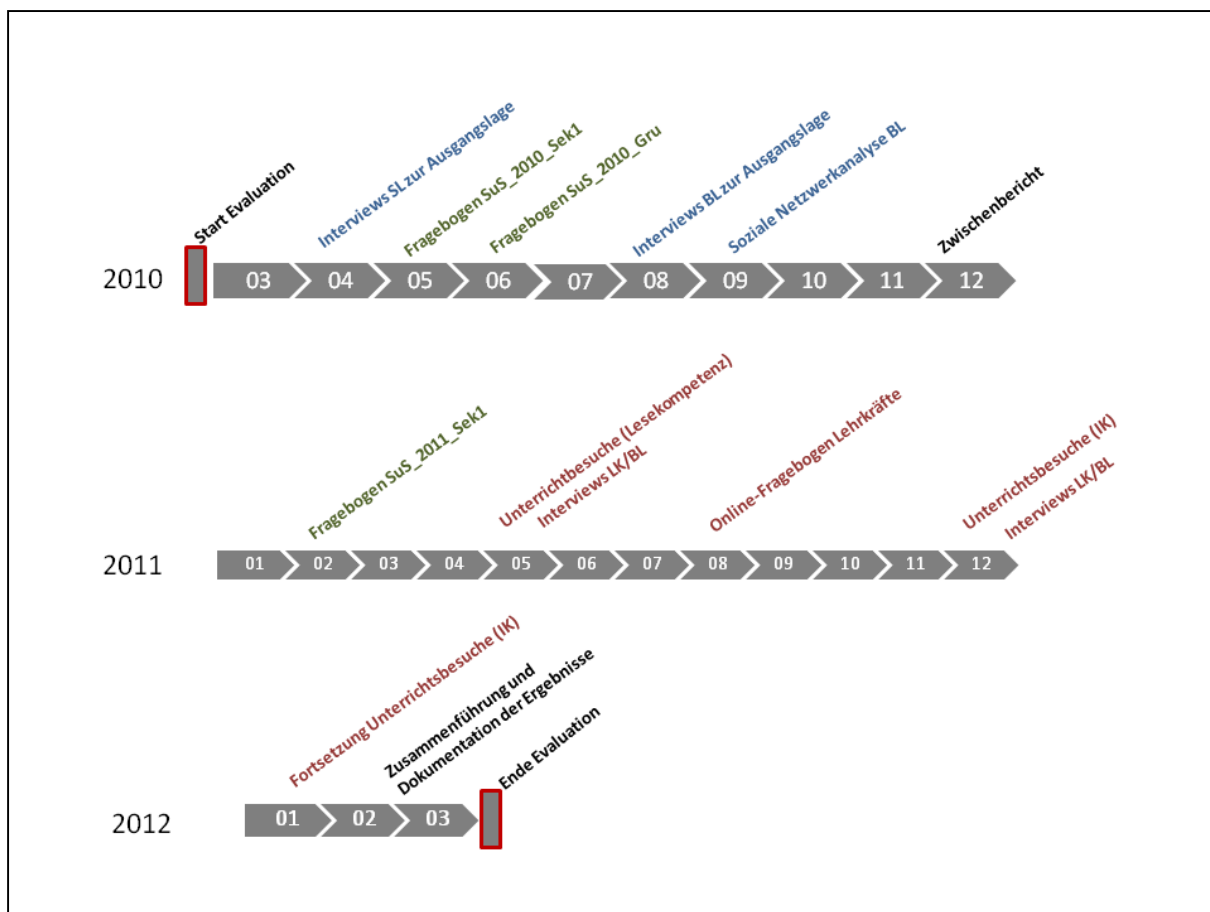 Start Evaluation
Interviews SL zur Ausgangslage
Fragebogen SuS_2010_Sek1
Fragebogen SuS_2010_Gru
Interviews BL zur Ausgangslage
Soziale Netzwerkanalyse BL
Zwischenbericht
2010
03 04 05 06 07 08 09 10 11 12
Fragebogen SuS_2011_Sek1
Unterrichtbesuche (Lesekompetenz)
Interviews LK/BL
Online-Fragebogen Lehrkräfte
Unterrichtsbesuche (IK)
Interviews LK/BL
2011
01 02 03 04 05 06 07 08 09 10 11 12
Fortsetzung Unterrichtsbesuche (IK)
Zusammenführung und
Dokumentation der Ergebnisse
Ende Evaluation
2012
01 02 03